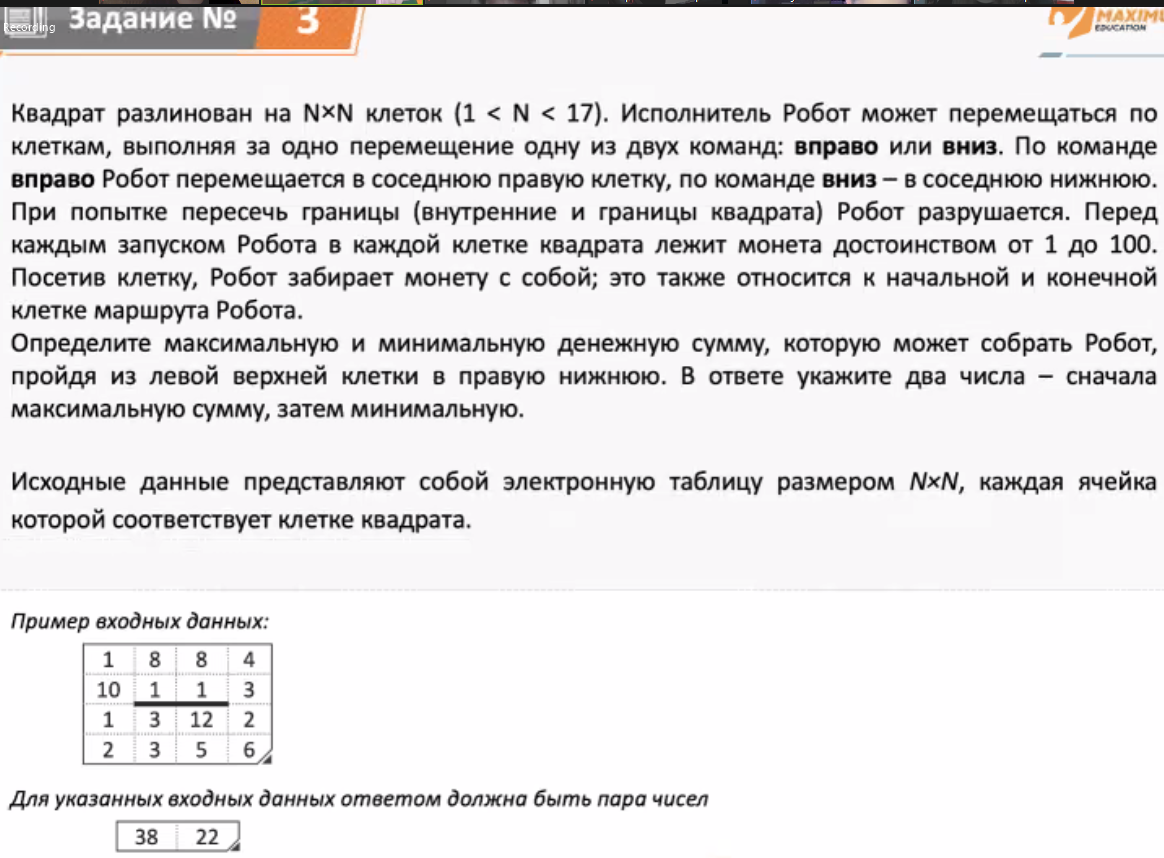 Recording
Задание № 3
MAXIMU
EDUCATION
Квадрат разлинован на N×N клеток (1 < N < 17). Исполнитель Робот может перемещаться по
клеткам, выполняя за одно перемещение одну из двух команд: вправо или вниз. По команде
вправо Робот перемещается в соседнюю правую клетку, по команде вниз – в соседнюю нижнюю.
При попытке пересечь границы (внутренние и границы квадрата) Робот разрушается. Перед
каждым запуском Робота в каждой клетке квадрата лежит монета достоинством от 1 до 100.
Посетив клетку, Робот забирает монету с собой; это также относится к начальной и конечной
клетке маршрута Робота.
Определите максимальную и минимальную денежную сумму, которую может собрать Робот,
пройдя из левой верхней клетки в правую нижнюю. В ответе укажите два числа – сначала
максимальную сумму, затем минимальную.
Исходные данные представляют собой электронную таблицу размером N×N, каждая ячейка
которой соответствует клетке квадрата.
Пример входных данных:
1 8 8 4
10 1 1 3
1 3 12 2
2 3 5 6
Для указанных входных данных ответом должна быть пара чисел
38 22